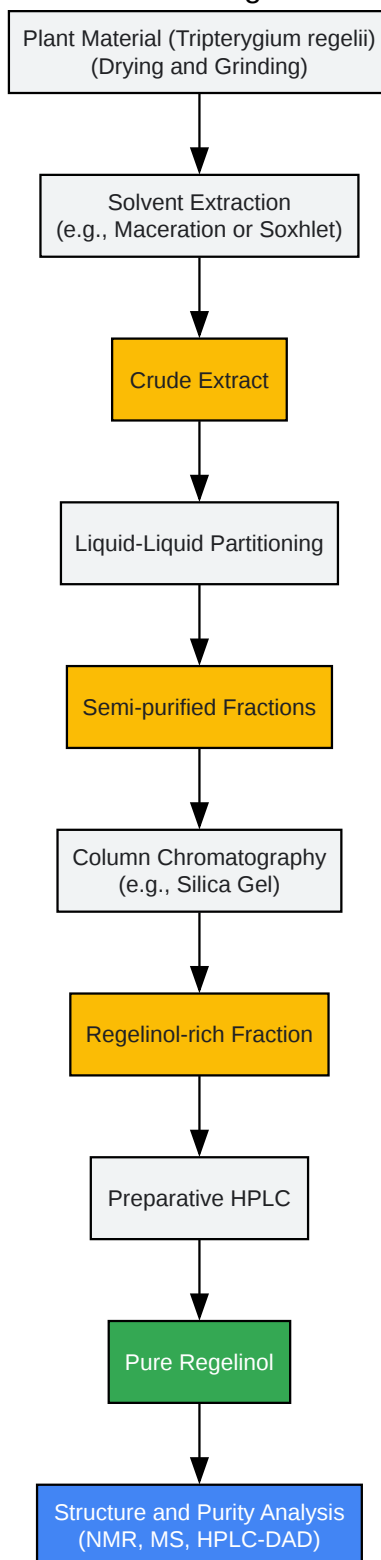 Plant Material (Tripterygium regelii)
(Drying and Grinding)
Solvent Extraction
(e.g., Maceration or Soxhlet)
Crude Extract
Liquid-Liquid Partitioning
Semi-purified Fractions
Column Chromatography
(e.g., Silica Gel)
Regelinol-rich Fraction
Preparative HPLC
Pure Regelinol
Structure and Purity Analysis
(NMR, MS, HPLC-DAD)